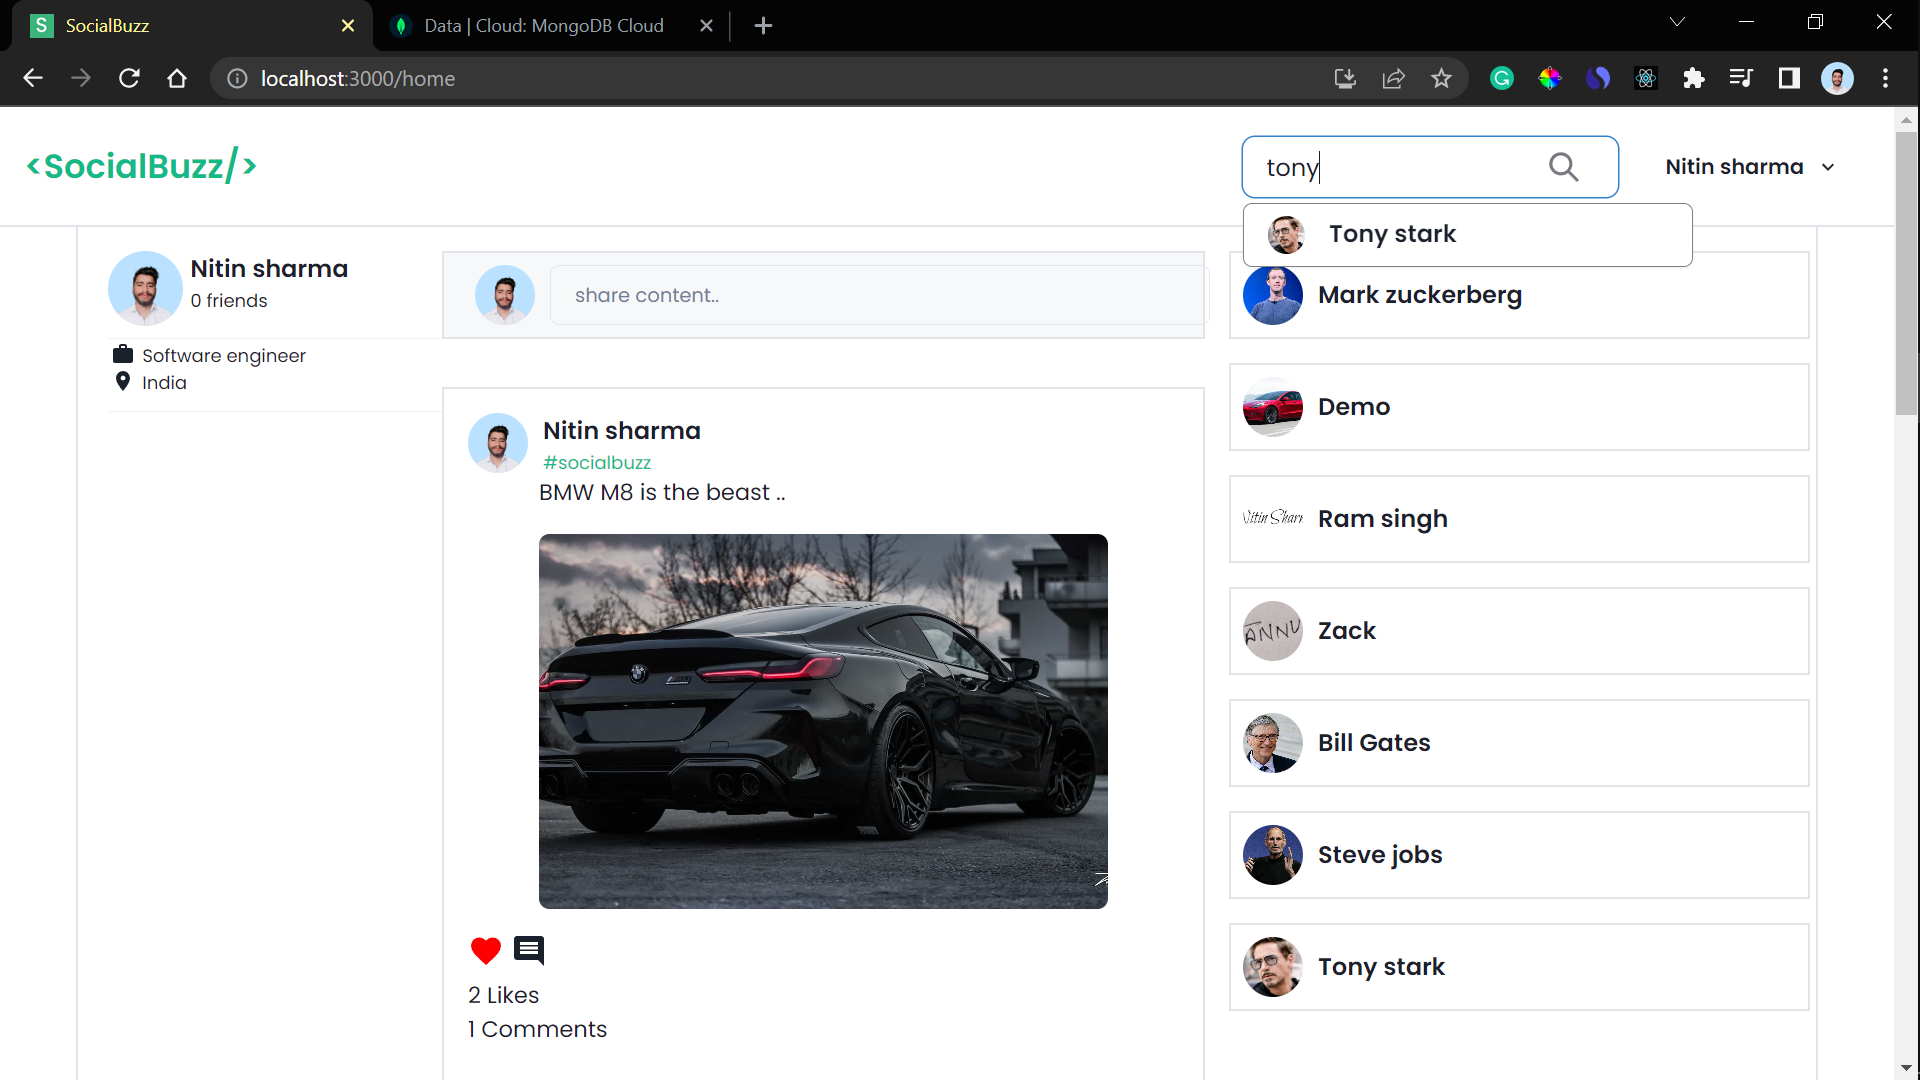 S SocialBuzz
Data | Cloud: MongoDB Cloud
localhost:3000/home
<SocialBuzz/>
tony
Nitin sharma
Tony stark
Nitin sharma
0 friends
Software engineer
India
share content..
Nitin sharma
#socialbuzz
BMW M8 is the beast ..
2 Likes
1 Comments
Mark zuckerberg
Demo
Ram singh
Zack
Bill Gates
Steve jobs
Tony stark